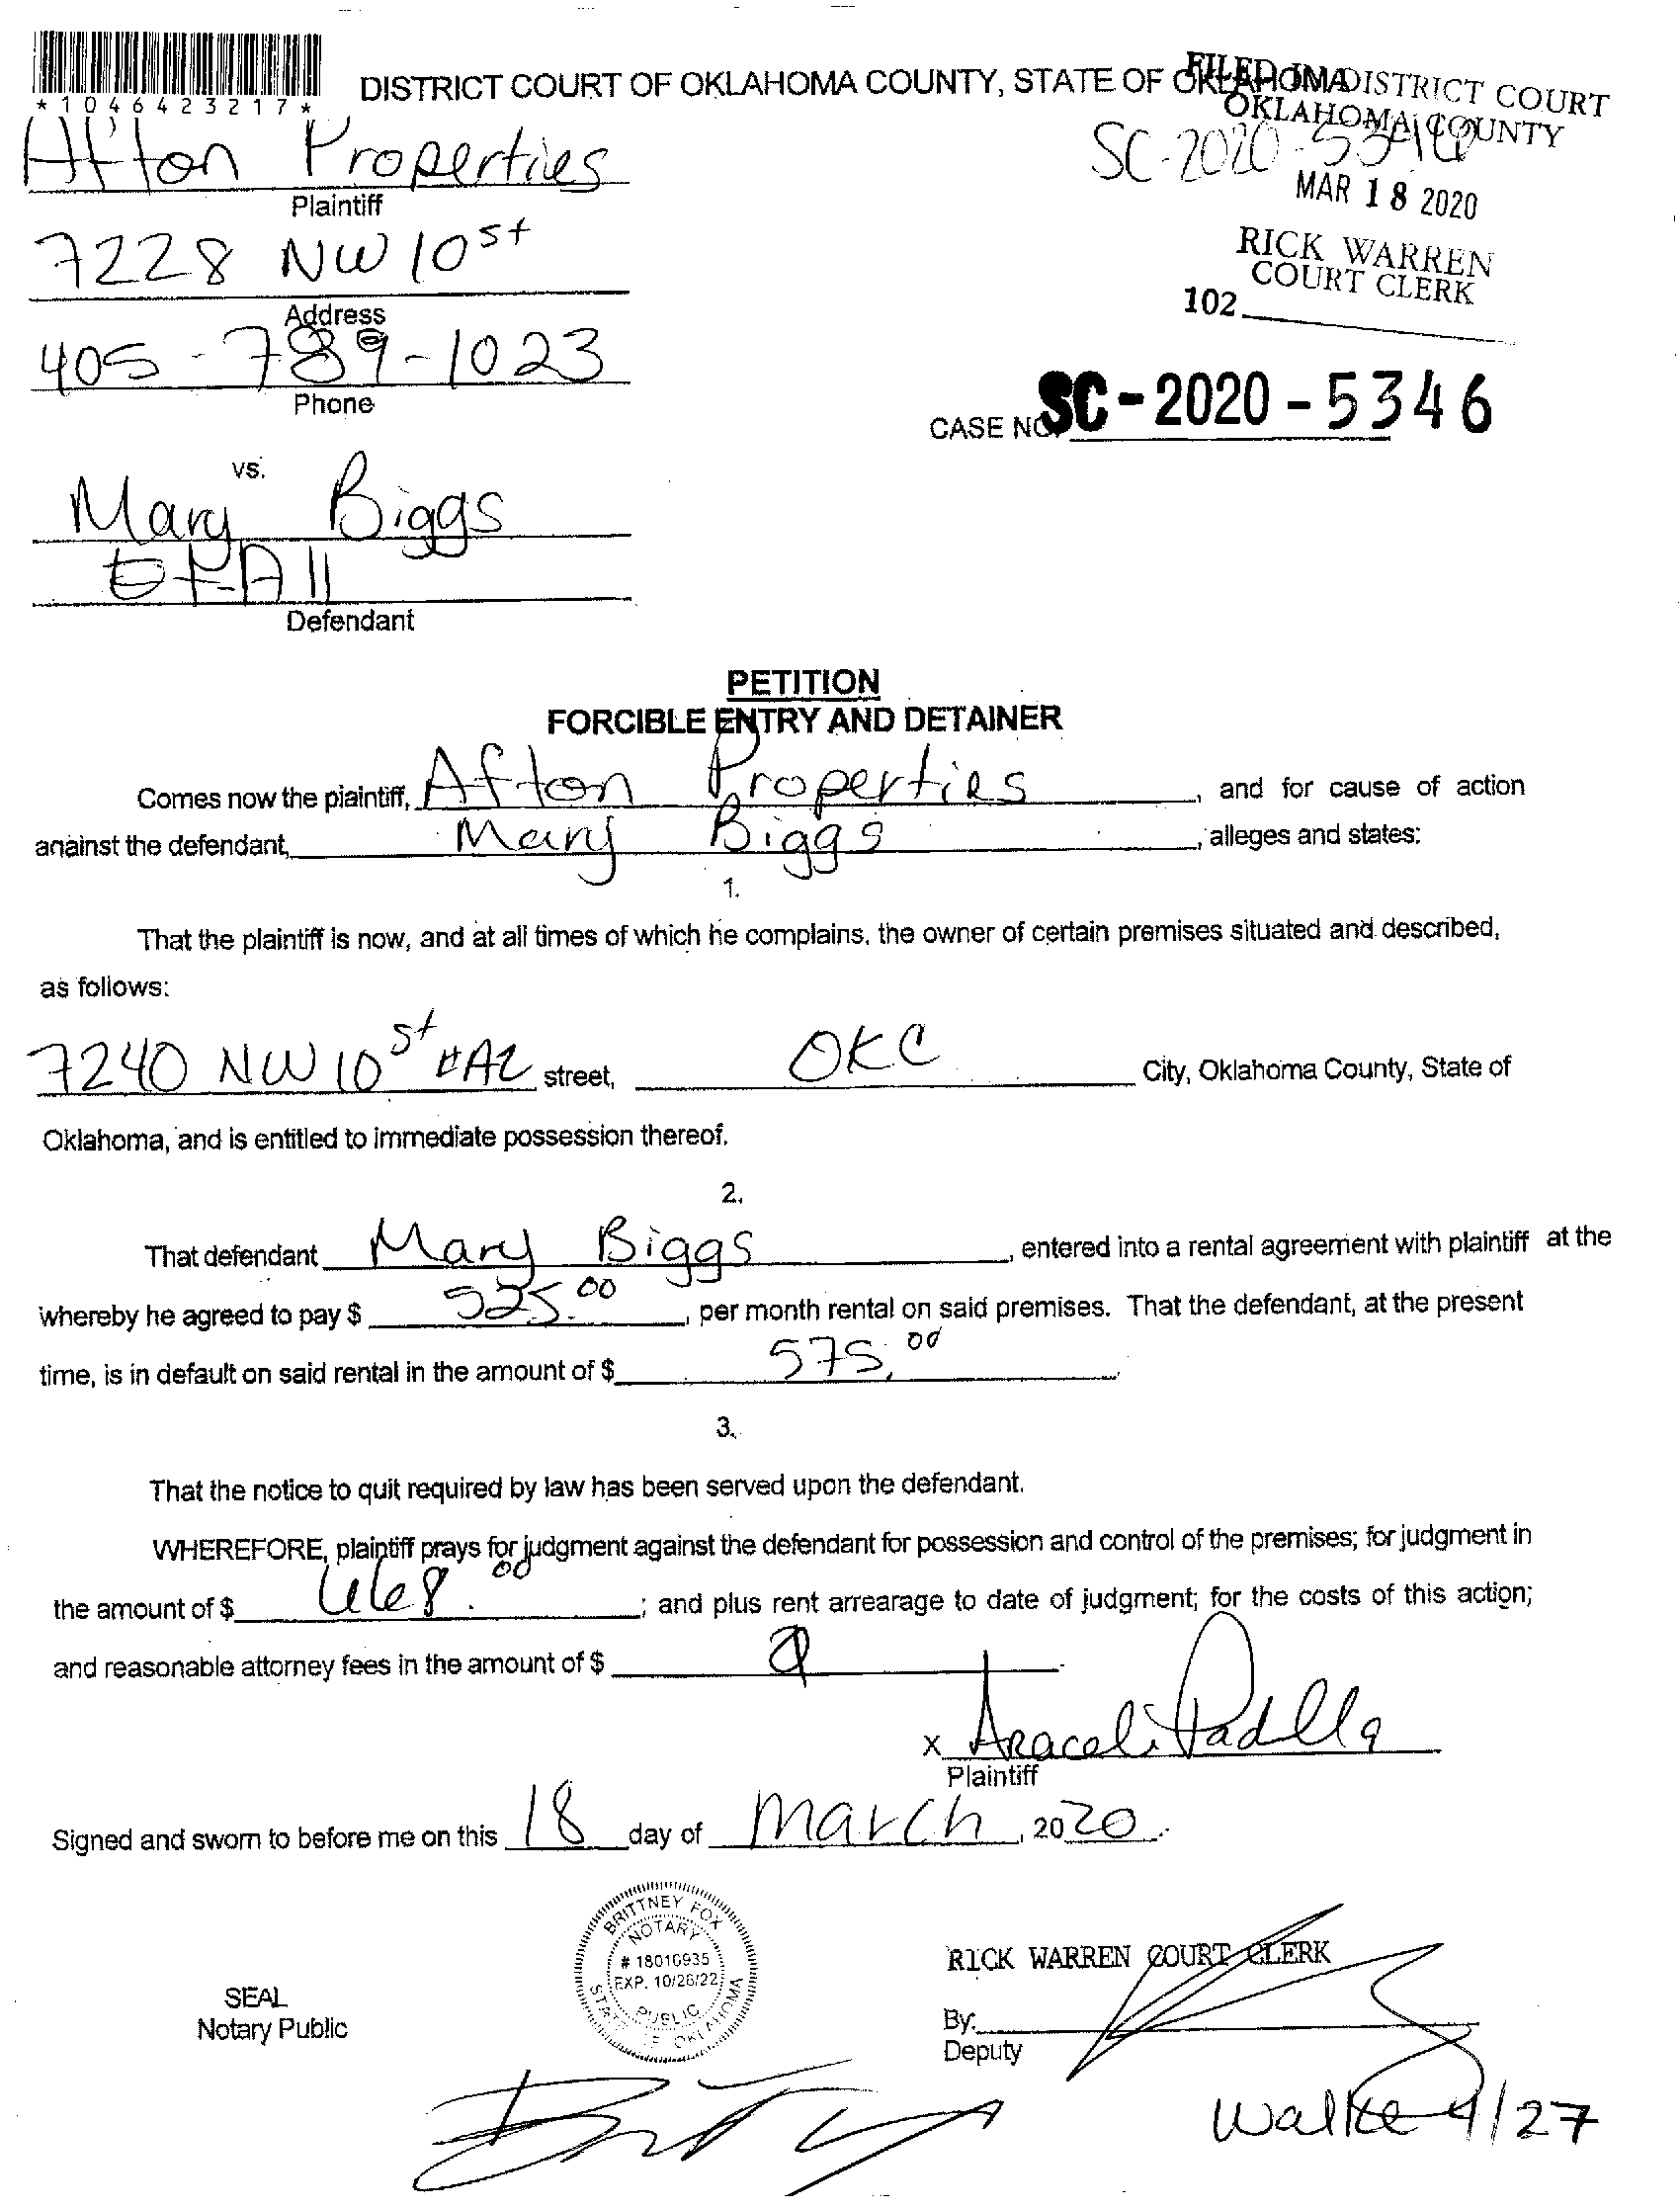 *1046423217*
DISTRICT COURT OF OKLAHOMA COUNTY, STATE OF OKLAHOMA
FILED IN DISTRICT COURT
OKLAHOMA COUNTY
SC-2020-5346
MAR 18 2020
RICK WARREN
COURT CLERK
102
Afton Properties
Plaintiff
7228 NW 10 st
Address
405-789-1023
Phone
CASE NO. SC-2020-5346
vs.
Mary Biggs
Et All
Defendant
PETITION
FORCIBLE ENTRY AND DETAINER
Comes now the plaintiff, Afton Properties, and for cause of action
against the defendant, Mary Biggs, alleges and states:
1.
That the plaintiff is now, and at all times of which he complains, the owner of certain premises situated and described,
as follows:
7240 NW 10 st #A2 street, OKC City, Oklahoma County, State of
Oklahoma, and is entitled to immediate possession thereof.
2.
That defendant Mary Biggs, entered into a rental agreement with plaintiff at the
whereby he agreed to pay $ 525.00, per month rental on said premises. That the defendant, at the present
time, is in default on said rental in the amount of $ 575.00
3.
That the notice to quit required by law has been served upon the defendant.
WHEREFORE, plaintiff prays for judgment against the defendant for possession and control of the premises; for judgment in
the amount of $ 668.00; and plus rent arrearage to date of judgment; for the costs of this action;
and reasonable attorney fees in the amount of $
x Araceli Padilla
Plaintiff
Signed and sworn to before me on this 18 day of March, 2020.
BRITTNEY FOX
NOTARY
# 18016935
EXP. 10/26/22
PUBLIC
STATE OF OKLAHOMA
SEAL
Notary Public
RICK WARREN COURT CLERK
By:
Deputy
Walke 4/27